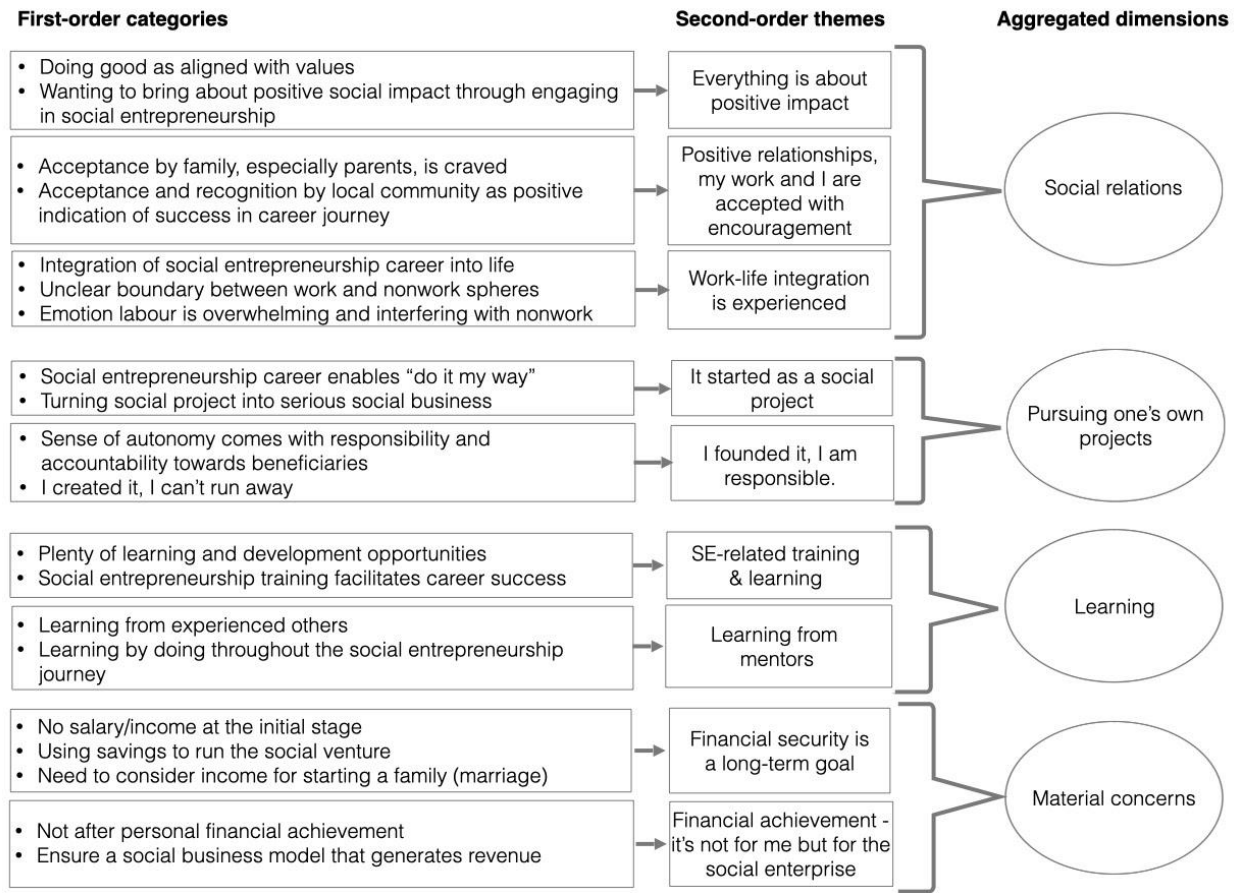 First-order categories
Second-order themes
Aggregated dimensions
• Doing good as aligned with values
• Wanting to bring about positive social impact through engaging
in social entrepreneurship
Everything is about
positive impact
• Acceptance by family, especially parents, is craved
• Acceptance and recognition by local community as positive
indication of success in career journey
Positive relationships,
my work and I are
accepted with
encouragement
• Integration of social entrepreneurship career into life
• Unclear boundary between work and nonwork spheres
• Emotion labour is overwhelming and interfering with nonwork
Work-life integration
is experienced
Social relations
• Social entrepreneurship career enables “do it my way”
• Turning social project into serious social business
It started as a social
project
• Sense of autonomy comes with responsibility and
accountability towards beneficiaries
• I created it, I can’t run away
I founded it, I am
responsible.
Pursuing one’s own
projects
• Plenty of learning and development opportunities
• Social entrepreneurship training facilitates career success
SE-related training
& learning
• Learning from experienced others
• Learning by doing throughout the social entrepreneurship
journey
Learning from
mentors
Learning
• No salary/income at the initial stage
• Using savings to run the social venture
• Need to consider income for starting a family (marriage)
Financial security is
a long-term goal
• Not after personal financial achievement
• Ensure a social business model that generates revenue
Financial achievement -
it’s not for me but for the
social enterprise
Material concerns